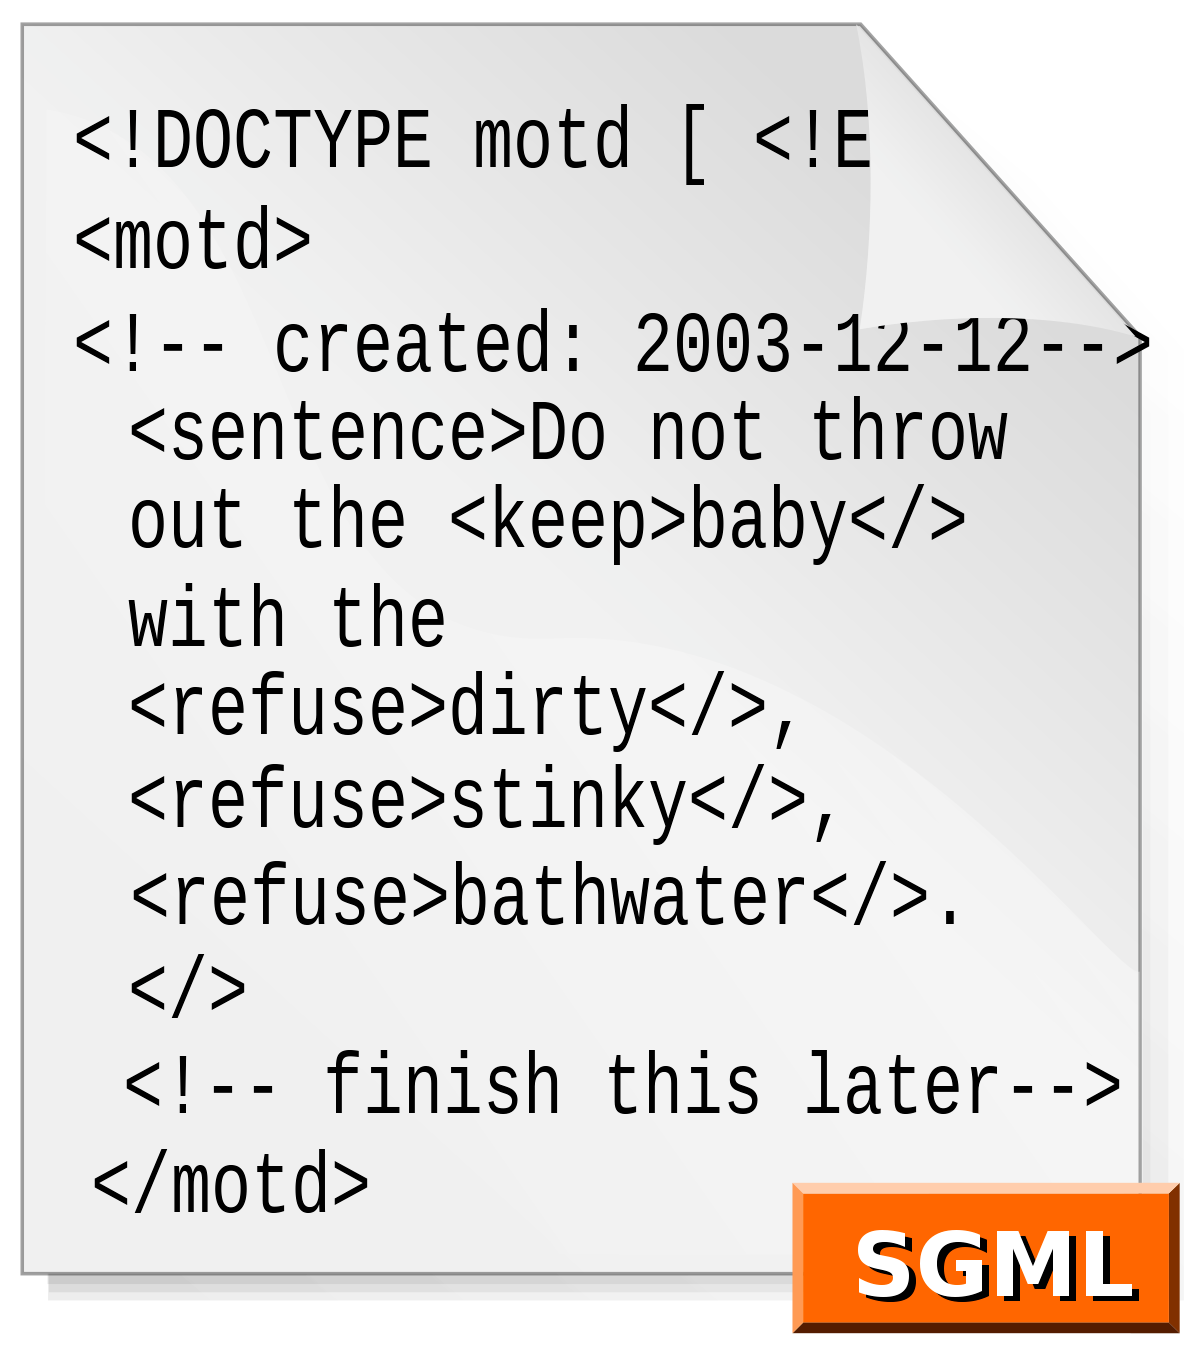 <!DOCTYPE motd [ <!E
<motd>
<!-- created: 2003-12-12-->
<sentence>Do not throw
out the <keep>baby</>
with the
<refuse>dirty</>,
<refuse>stinky</>,
<refuse>bathwater</>.
</>
<!-- finish this later-->
</motd>
SGML